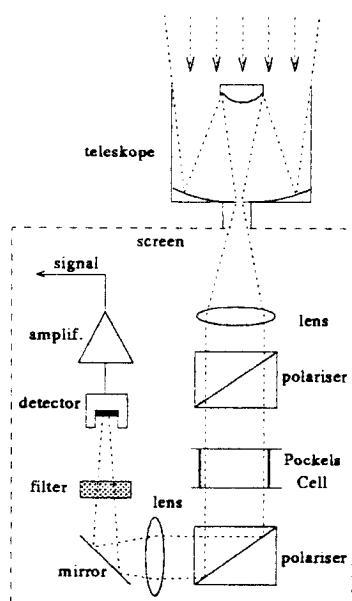 teleskope
screen
signal
lens
amplif.
polariser
detector
Pockels
Cell
lens
filter
polariser
mirror